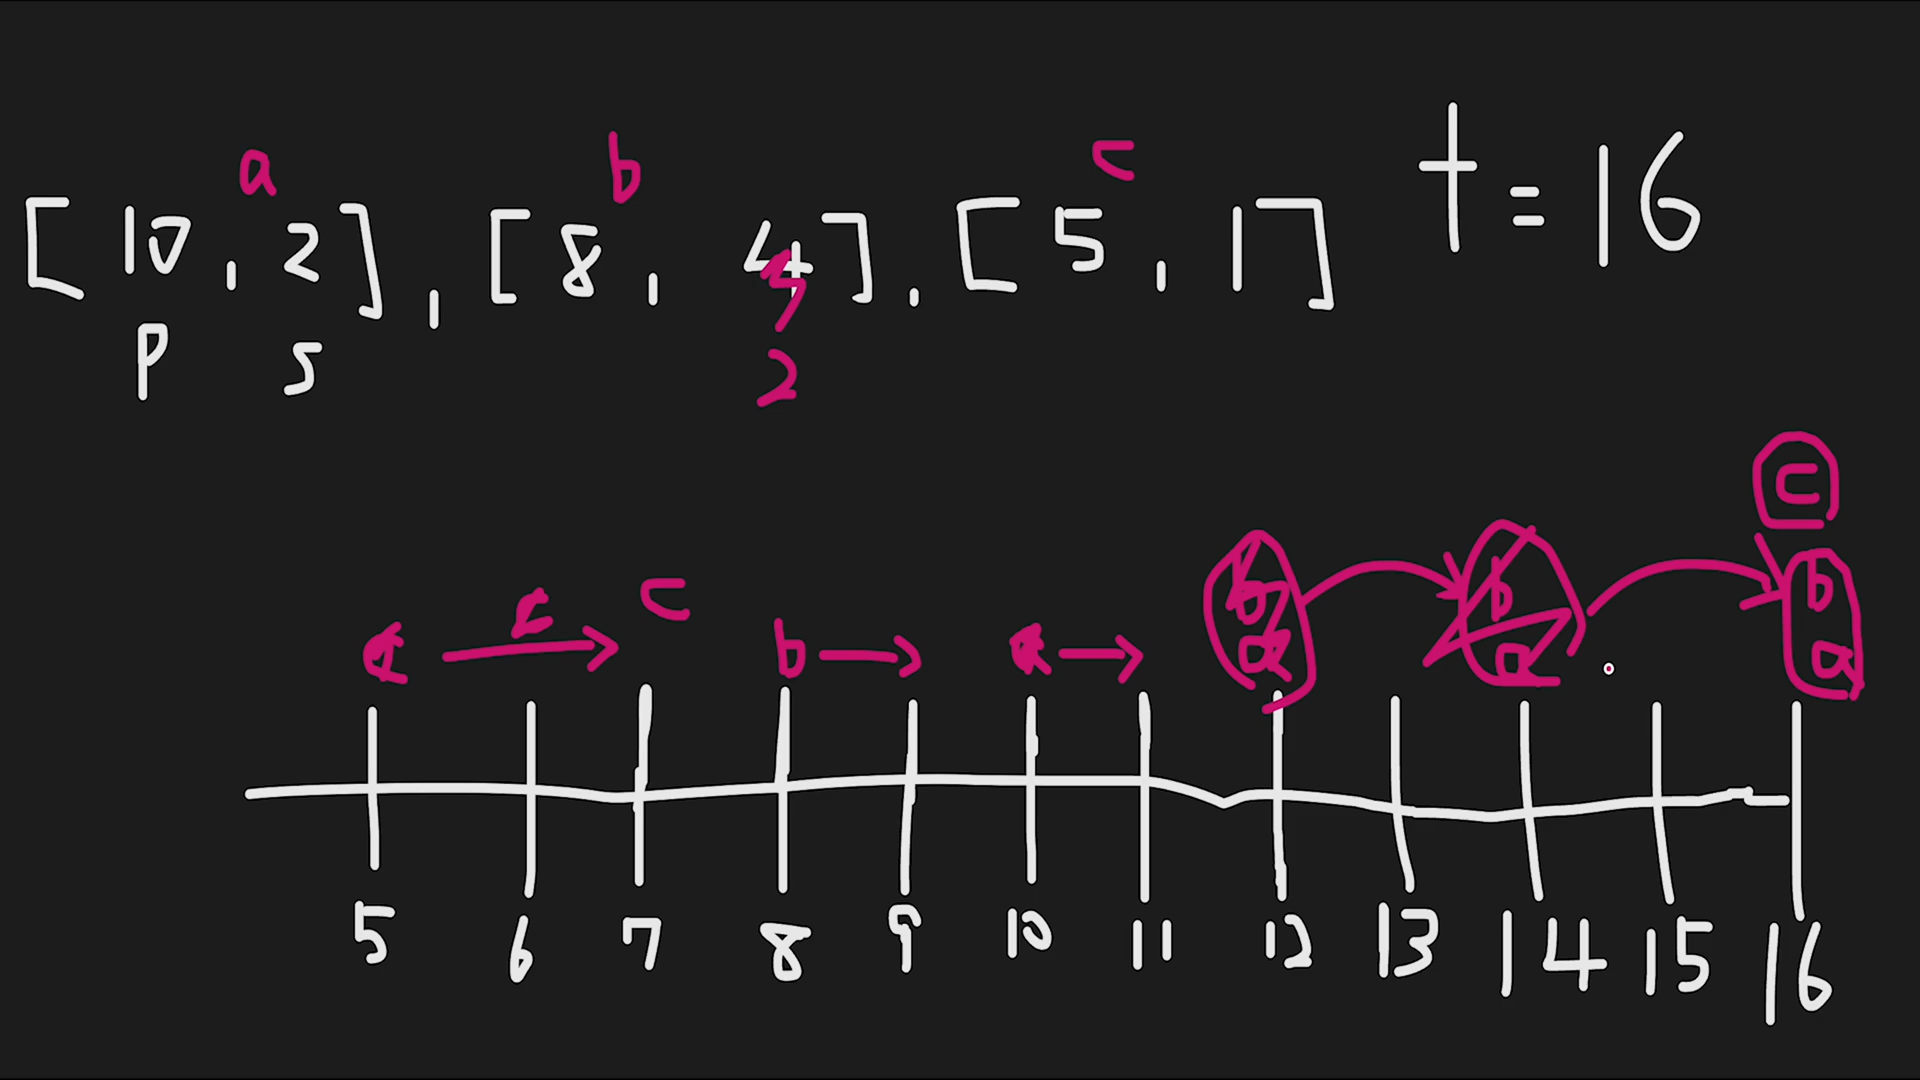 a b c
[10, 2], [8, 4], [5, 1] t=16
p s 2
c
c c b a b b b
a a a
5 6 7 8 9 10 11 12 13 14 15 16